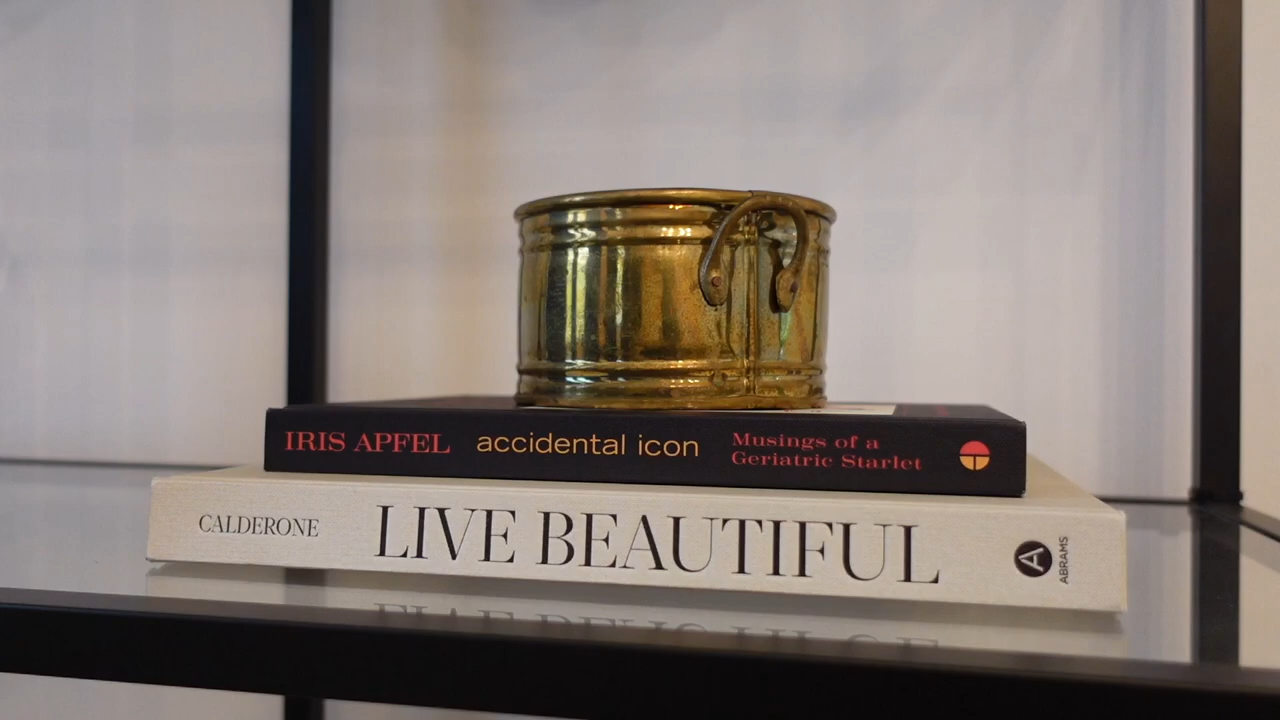 IRIS APFEL accidental icon Musings of a
Geriatric Starlet
CALDERONE LIVE BEAUTIFUL A ABRAMS